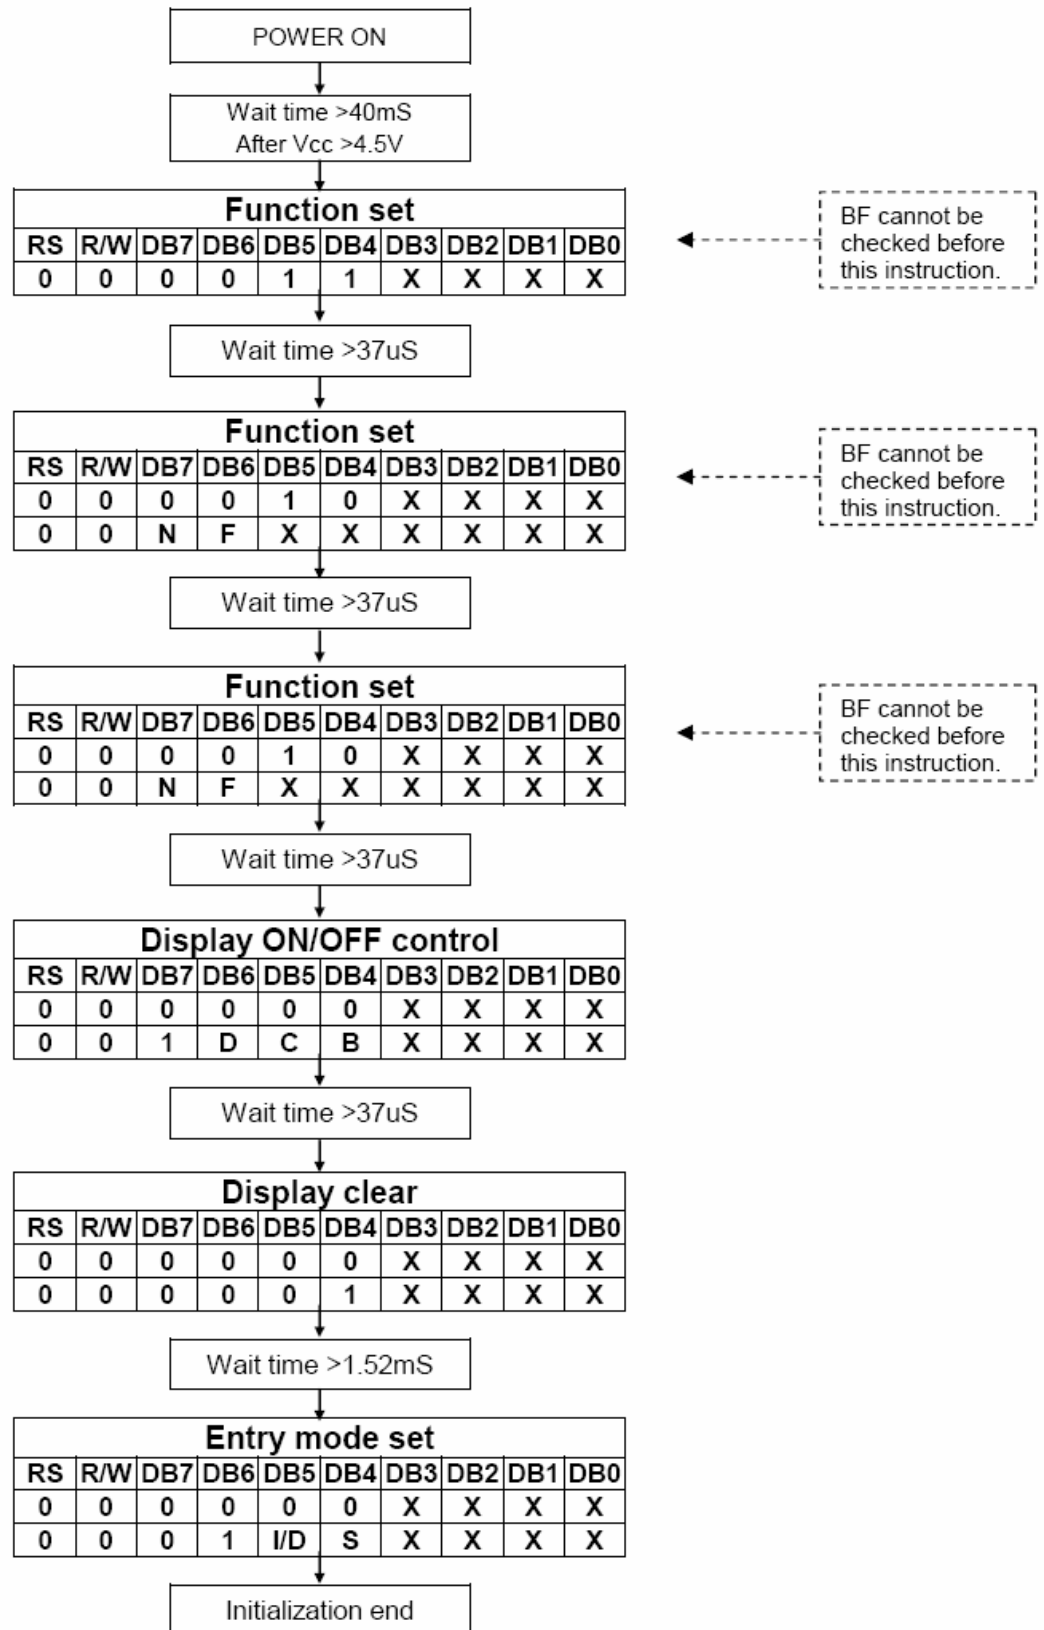 POWER ON
Wait time >40mS
After Vcc >4.5V
Function set
RS R/W DB7 DB6 DB5 DB4 DB3 DB2 DB1 DB0
0 0 0 0 1 1 X X X X
BF cannot be
checked before
this instruction.
Wait time >37uS
Function set
RS R/W DB7 DB6 DB5 DB4 DB3 DB2 DB1 DB0
0 0 0 0 1 0 X X X X
0 0 N F X X X X X X
BF cannot be
checked before
this instruction.
Wait time >37uS
Function set
RS R/W DB7 DB6 DB5 DB4 DB3 DB2 DB1 DB0
0 0 0 0 1 0 X X X X
0 0 N F X X X X X X
BF cannot be
checked before
this instruction.
Wait time >37uS
Display ON/OFF control
RS R/W DB7 DB6 DB5 DB4 DB3 DB2 DB1 DB0
0 0 0 0 0 0 X X X X
0 0 1 D C B X X X X
Wait time >37uS
Display clear
RS R/W DB7 DB6 DB5 DB4 DB3 DB2 DB1 DB0
0 0 0 0 0 0 X X X X
0 0 0 0 0 1 X X X X
Wait time >1.52mS
Entry mode set
RS R/W DB7 DB6 DB5 DB4 DB3 DB2 DB1 DB0
0 0 0 0 0 0 X X X X
0 0 0 1 I/D S X X X X
Initialization end